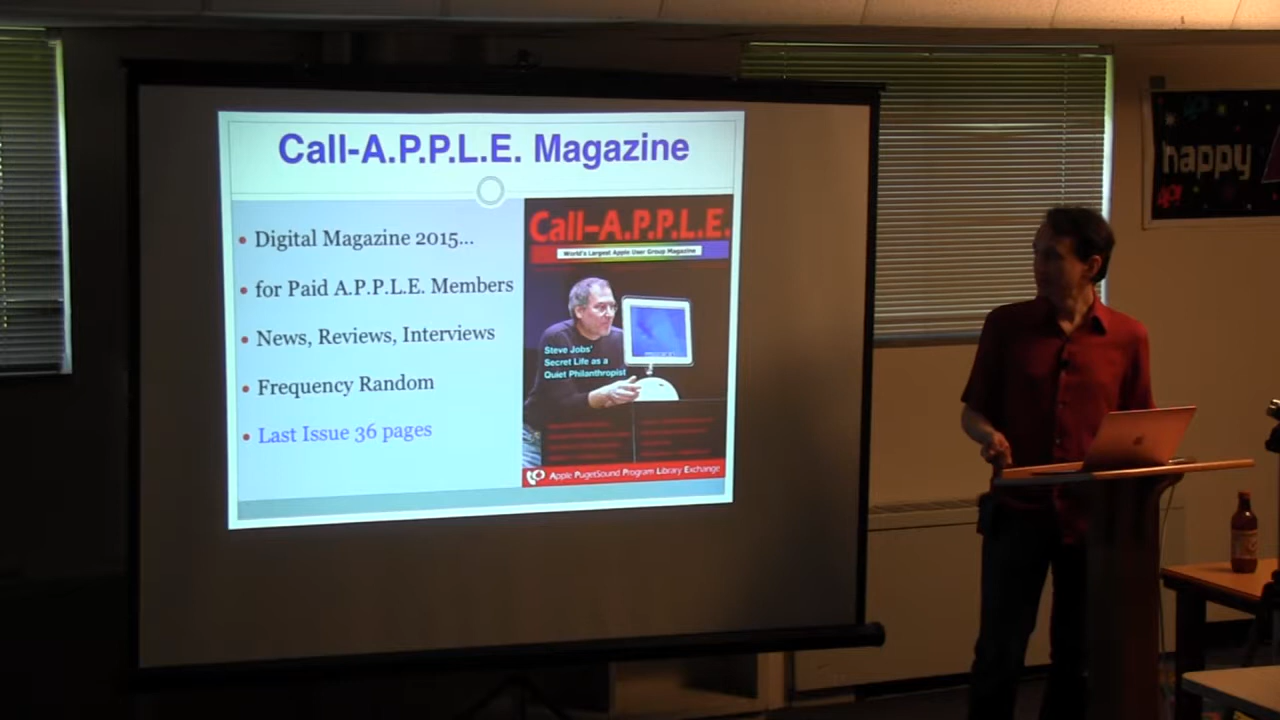 Call-A.P.P.L.E. Magazine
• Digital Magazine 2015...
• for Paid A.P.P.L.E. Members
• News, Reviews, Interviews
• Frequency Random
• Last Issue 36 pages
Call-A.P.P.L.E.
World's Largest Apple User Group Magazine
Steve Jobs'
Secret Life as a
Quiet Philanthropist
Apple PugetSound Program Library Exchange
happy